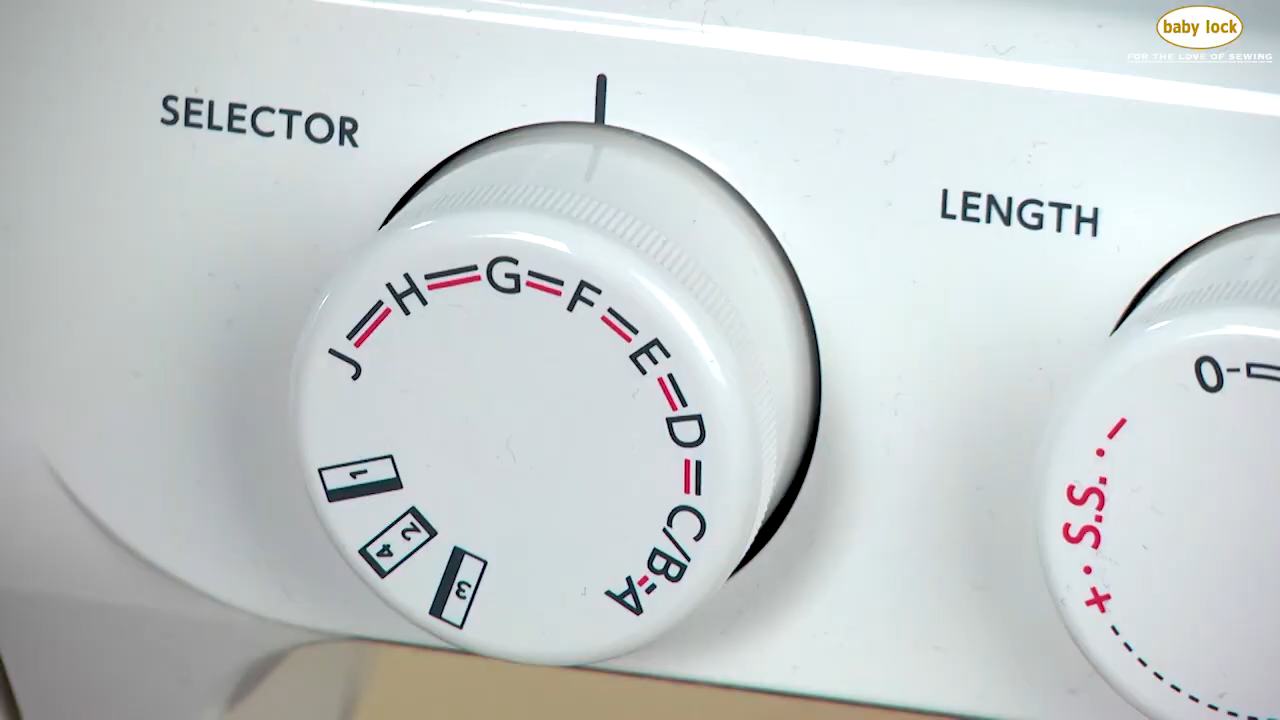 baby lock
FOR THE LOVE OF SEWING
SELECTOR
LENGTH
J H G F E D C/B A
1
2
4
3
0
- · S.S. · +